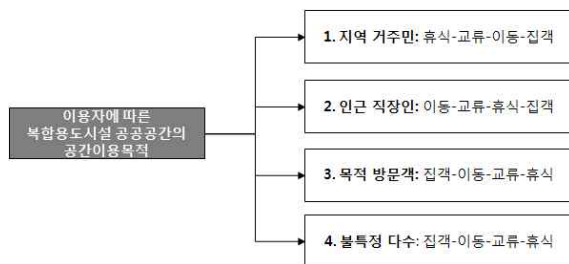 이용자에 따른
복합용도시설 공공공간의
공간이용목적
1. 지역 거주민: 휴식-교류-이동-집객
2. 인근 직장인: 이동-교류-휴식-집객
3. 목적 방문객: 집객-이동-교류-휴식
4. 불특정 다수: 집객-이동-교류-휴식